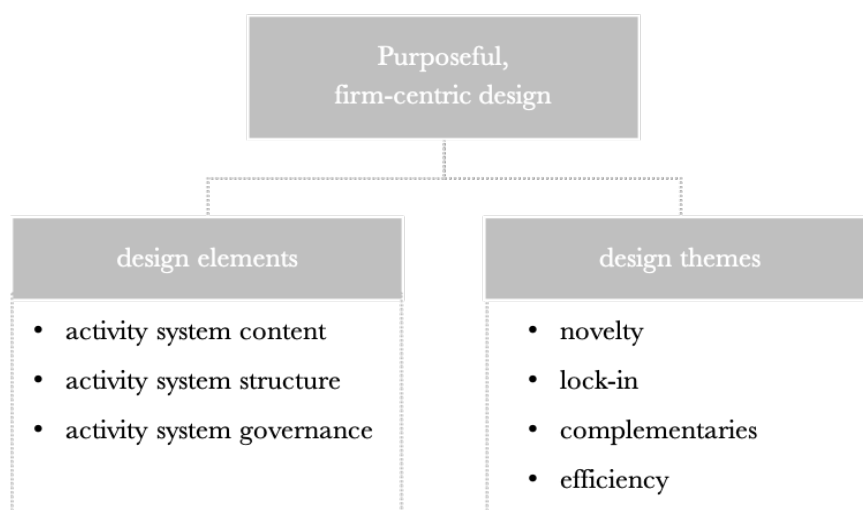 Purposeful,
firm-centric design
design elements
• activity system content
• activity system structure
• activity system governance
design themes
• novelty
• lock-in
• complementaries
• efficiency